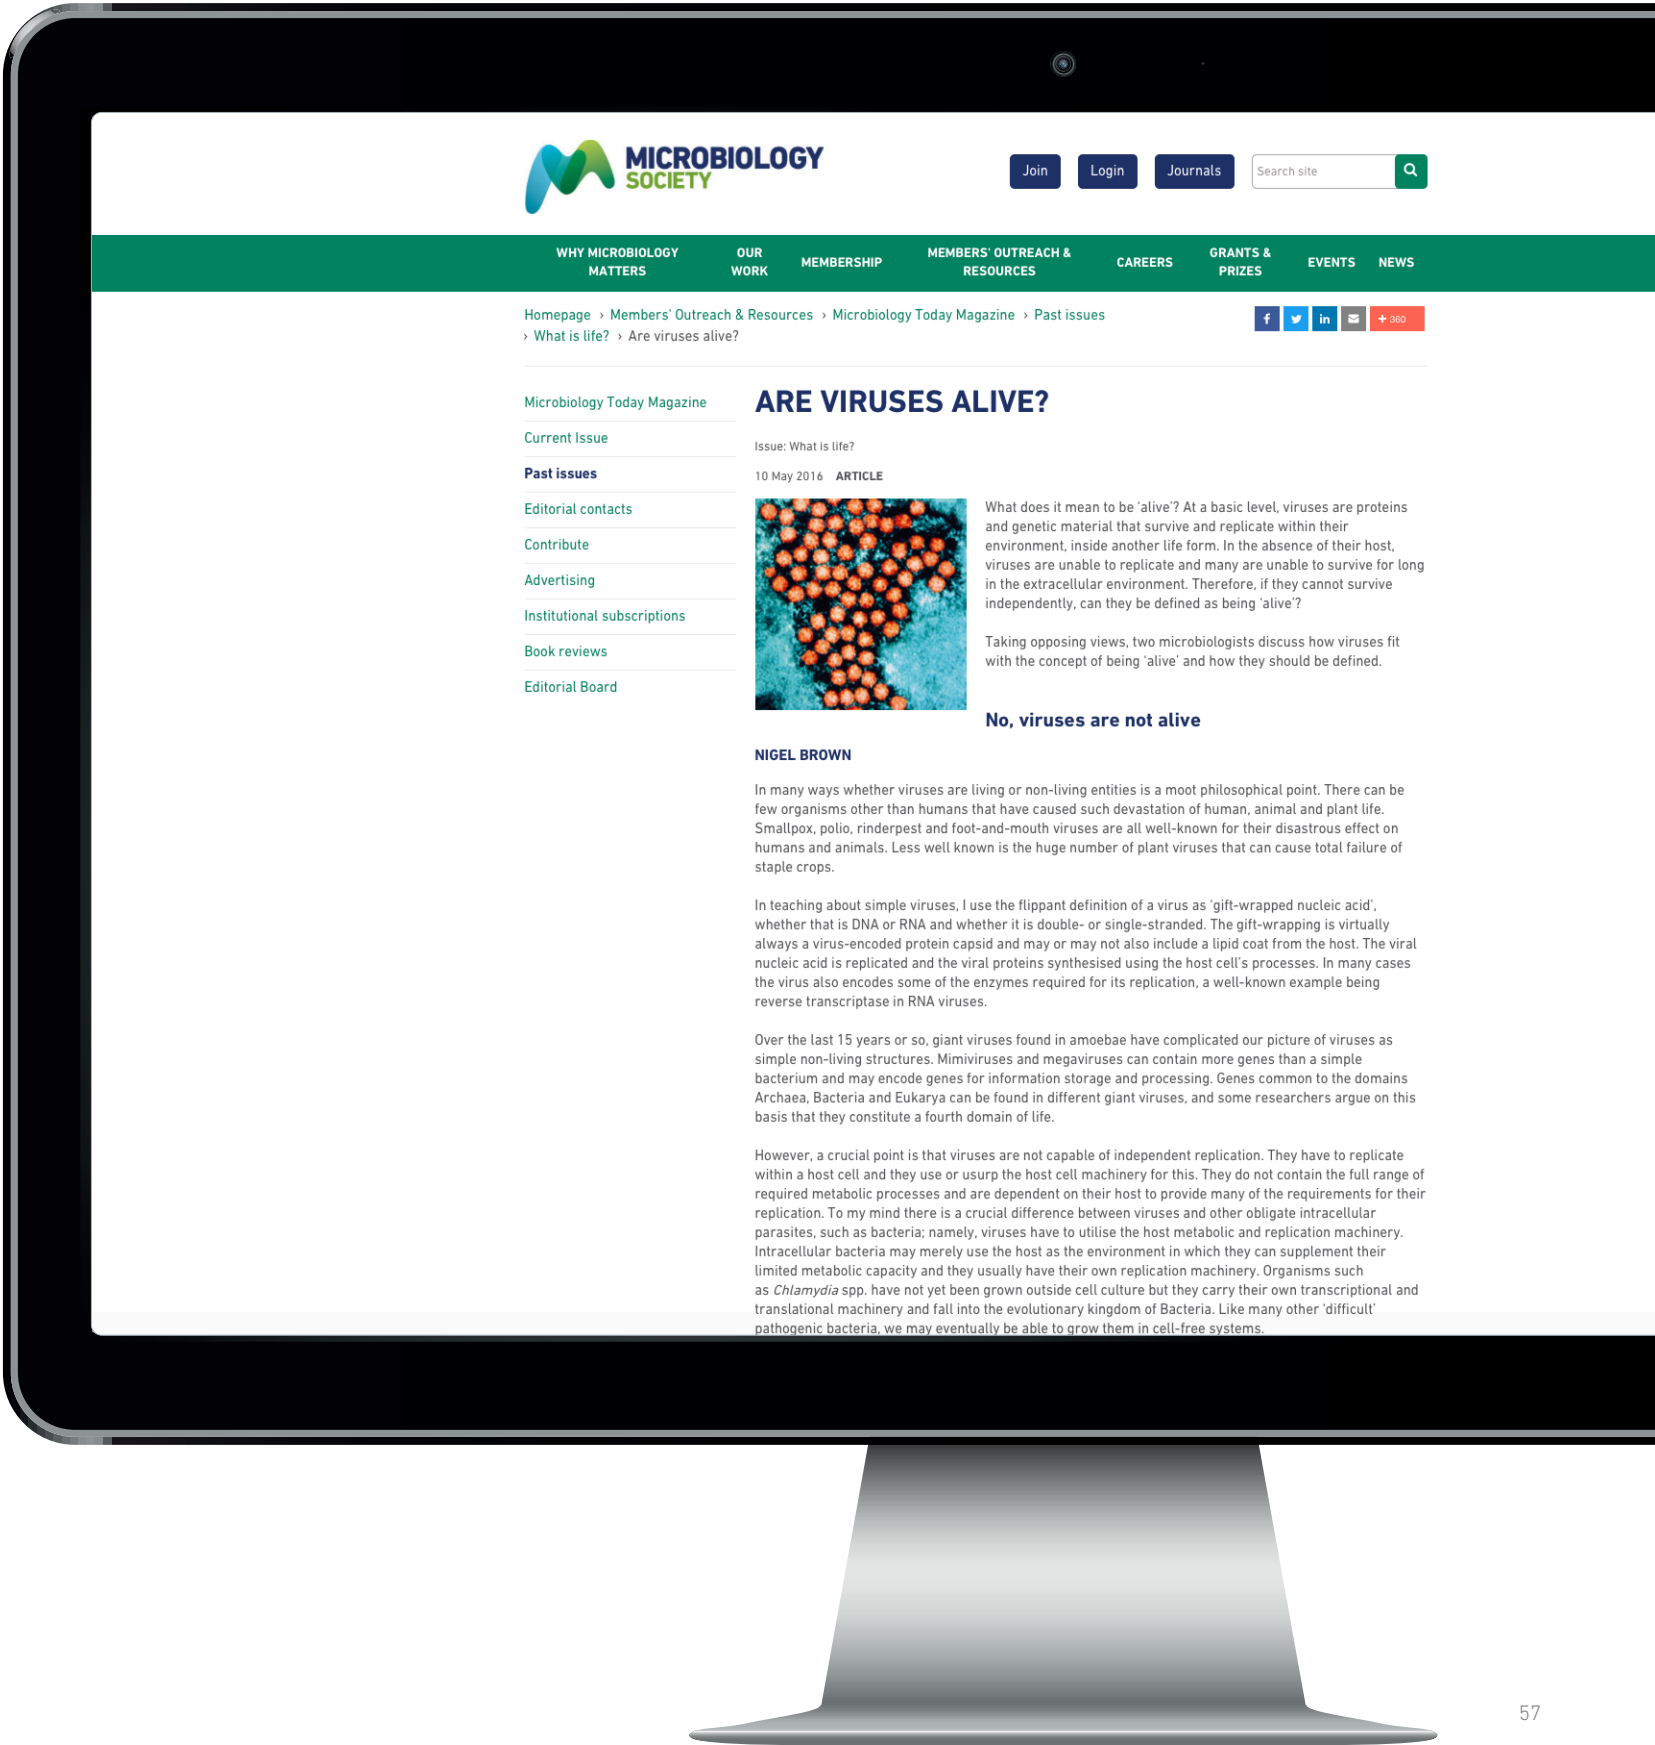 MICROBIOLOGY
SOCIETY
Join
Login
Journals
Search site
WHY MICROBIOLOGY
MATTERS
OUR
WORK
MEMBERSHIP
MEMBERS' OUTREACH &
RESOURCES
CAREERS
GRANTS &
PRIZES
EVENTS
NEWS
Homepage › Members' Outreach & Resources › Microbiology Today Magazine › Past issues
› What is life? › Are viruses alive?
f
in
+ 360
Microbiology Today Magazine
Current Issue
Past issues
Editorial contacts
Contribute
Advertising
Institutional subscriptions
Book reviews
Editorial Board
ARE VIRUSES ALIVE?
Issue: What is life?
10 May 2016 ARTICLE
What does it mean to be 'alive'? At a basic level, viruses are proteins
and genetic material that survive and replicate within their
environment, inside another life form. In the absence of their host,
viruses are unable to replicate and many are unable to survive for long
in the extracellular environment. Therefore, if they cannot survive
independently, can they be defined as being 'alive'?
Taking opposing views, two microbiologists discuss how viruses fit
with the concept of being 'alive' and how they should be defined.
No, viruses are not alive
NIGEL BROWN
In many ways whether viruses are living or non-living entities is a moot philosophical point. There can be
few organisms other than humans that have caused such devastation of human, animal and plant life.
Smallpox, polio, rinderpest and foot-and-mouth viruses are all well-known for their disastrous effect on
humans and animals. Less well known is the huge number of plant viruses that can cause total failure of
staple crops.
In teaching about simple viruses, I use the flippant definition of a virus as 'gift-wrapped nucleic acid',
whether that is DNA or RNA and whether it is double- or single-stranded. The gift-wrapping is virtually
always a virus-encoded protein capsid and may or may not also include a lipid coat from the host. The viral
nucleic acid is replicated and the viral proteins synthesised using the host cell's processes. In many cases
the virus also encodes some of the enzymes required for its replication, a well-known example being
reverse transcriptase in RNA viruses.
Over the last 15 years or so, giant viruses found in amoebae have complicated our picture of viruses as
simple non-living structures. Mimiviruses and megaviruses can contain more genes than a simple
bacterium and may encode genes for information storage and processing. Genes common to the domains
Archaea, Bacteria and Eukarya can be found in different giant viruses, and some researchers argue on this
basis that they constitute a fourth domain of life.
However, a crucial point is that viruses are not capable of independent replication. They have to replicate
within a host cell and they use or usurp the host cell machinery for this. They do not contain the full range of
required metabolic processes and are dependent on their host to provide many of the requirements for their
replication. To my mind there is a crucial difference between viruses and other obligate intracellular
parasites, such as bacteria; namely, viruses have to utilise the host metabolic and replication machinery.
Intracellular bacteria may merely use the host as the environment in which they can supplement their
limited metabolic capacity and they usually have their own replication machinery. Organisms such
as Chlamydia spp. have not yet been grown outside cell culture but they carry their own transcriptional and
translational machinery and fall into the evolutionary kingdom of Bacteria. Like many other 'difficult'
pathogenic bacteria, we may eventually be able to grow them in cell-free systems.
57